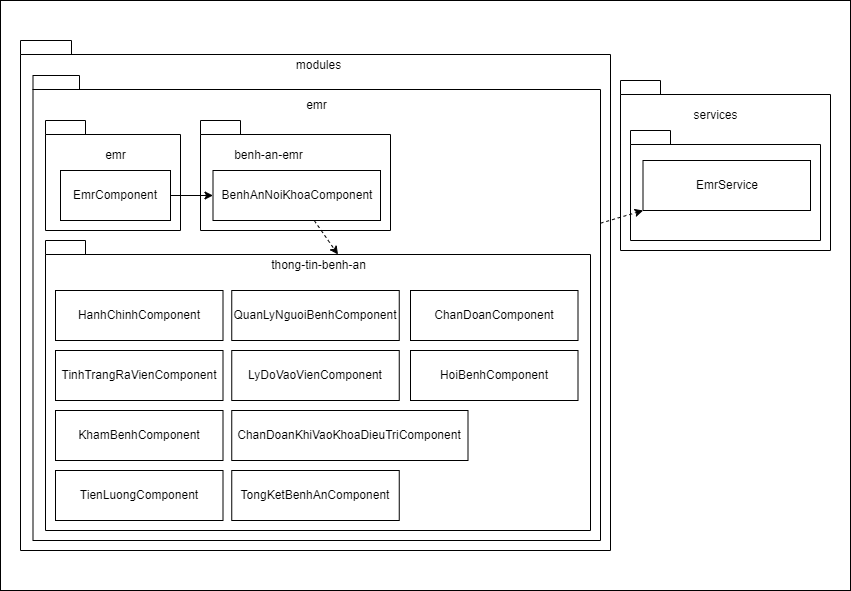 modules
emr
services
emr
benh-an-emr
EmrService
EmrComponent
BenhAnNoiKhoaComponent
thong-tin-benh-an
HanhChinhComponent
QuanLyNguoiBenhComponent
ChanDoanComponent
TinhTrangRaVienComponent
LyDoVaoVienComponent
HoiBenhComponent
KhamBenhComponent
ChanDoanKhiVaoKhoaDieuTriComponent
TienLuongComponent
TongKetBenhAnComponent